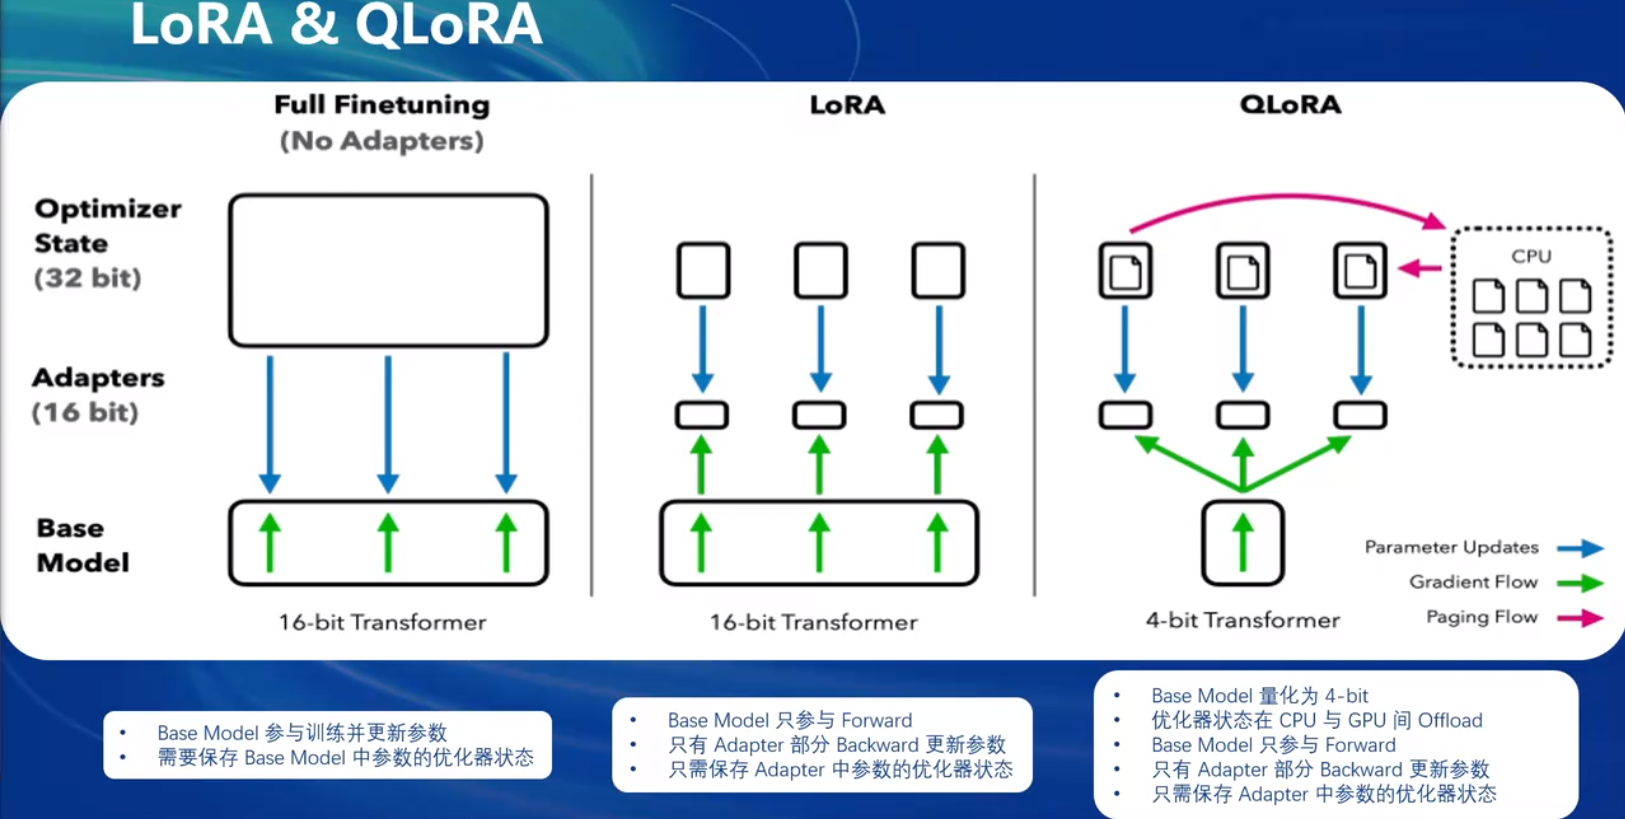 LoRA & QLoRA
Full Finetuning
(No Adapters)
LoRA
QLoRA
Optimizer
State
(32 bit)
CPU
Adapters
(16 bit)
Base
Model
Parameter Updates
Gradient Flow
Paging Flow
16-bit Transformer
16-bit Transformer
4-bit Transformer
• Base Model 参与训练并更新参数
• 需要保存 Base Model 中参数的优化器状态
• Base Model 只参与 Forward
• 只有 Adapter 部分 Backward 更新参数
• 只需保存 Adapter 中参数的优化器状态
• Base Model 量化为 4-bit
• 优化器状态在 CPU 与 GPU 间 Offload
• Base Model 只参与 Forward
• 只有 Adapter 部分 Backward 更新参数
• 只需保存 Adapter 中参数的优化器状态